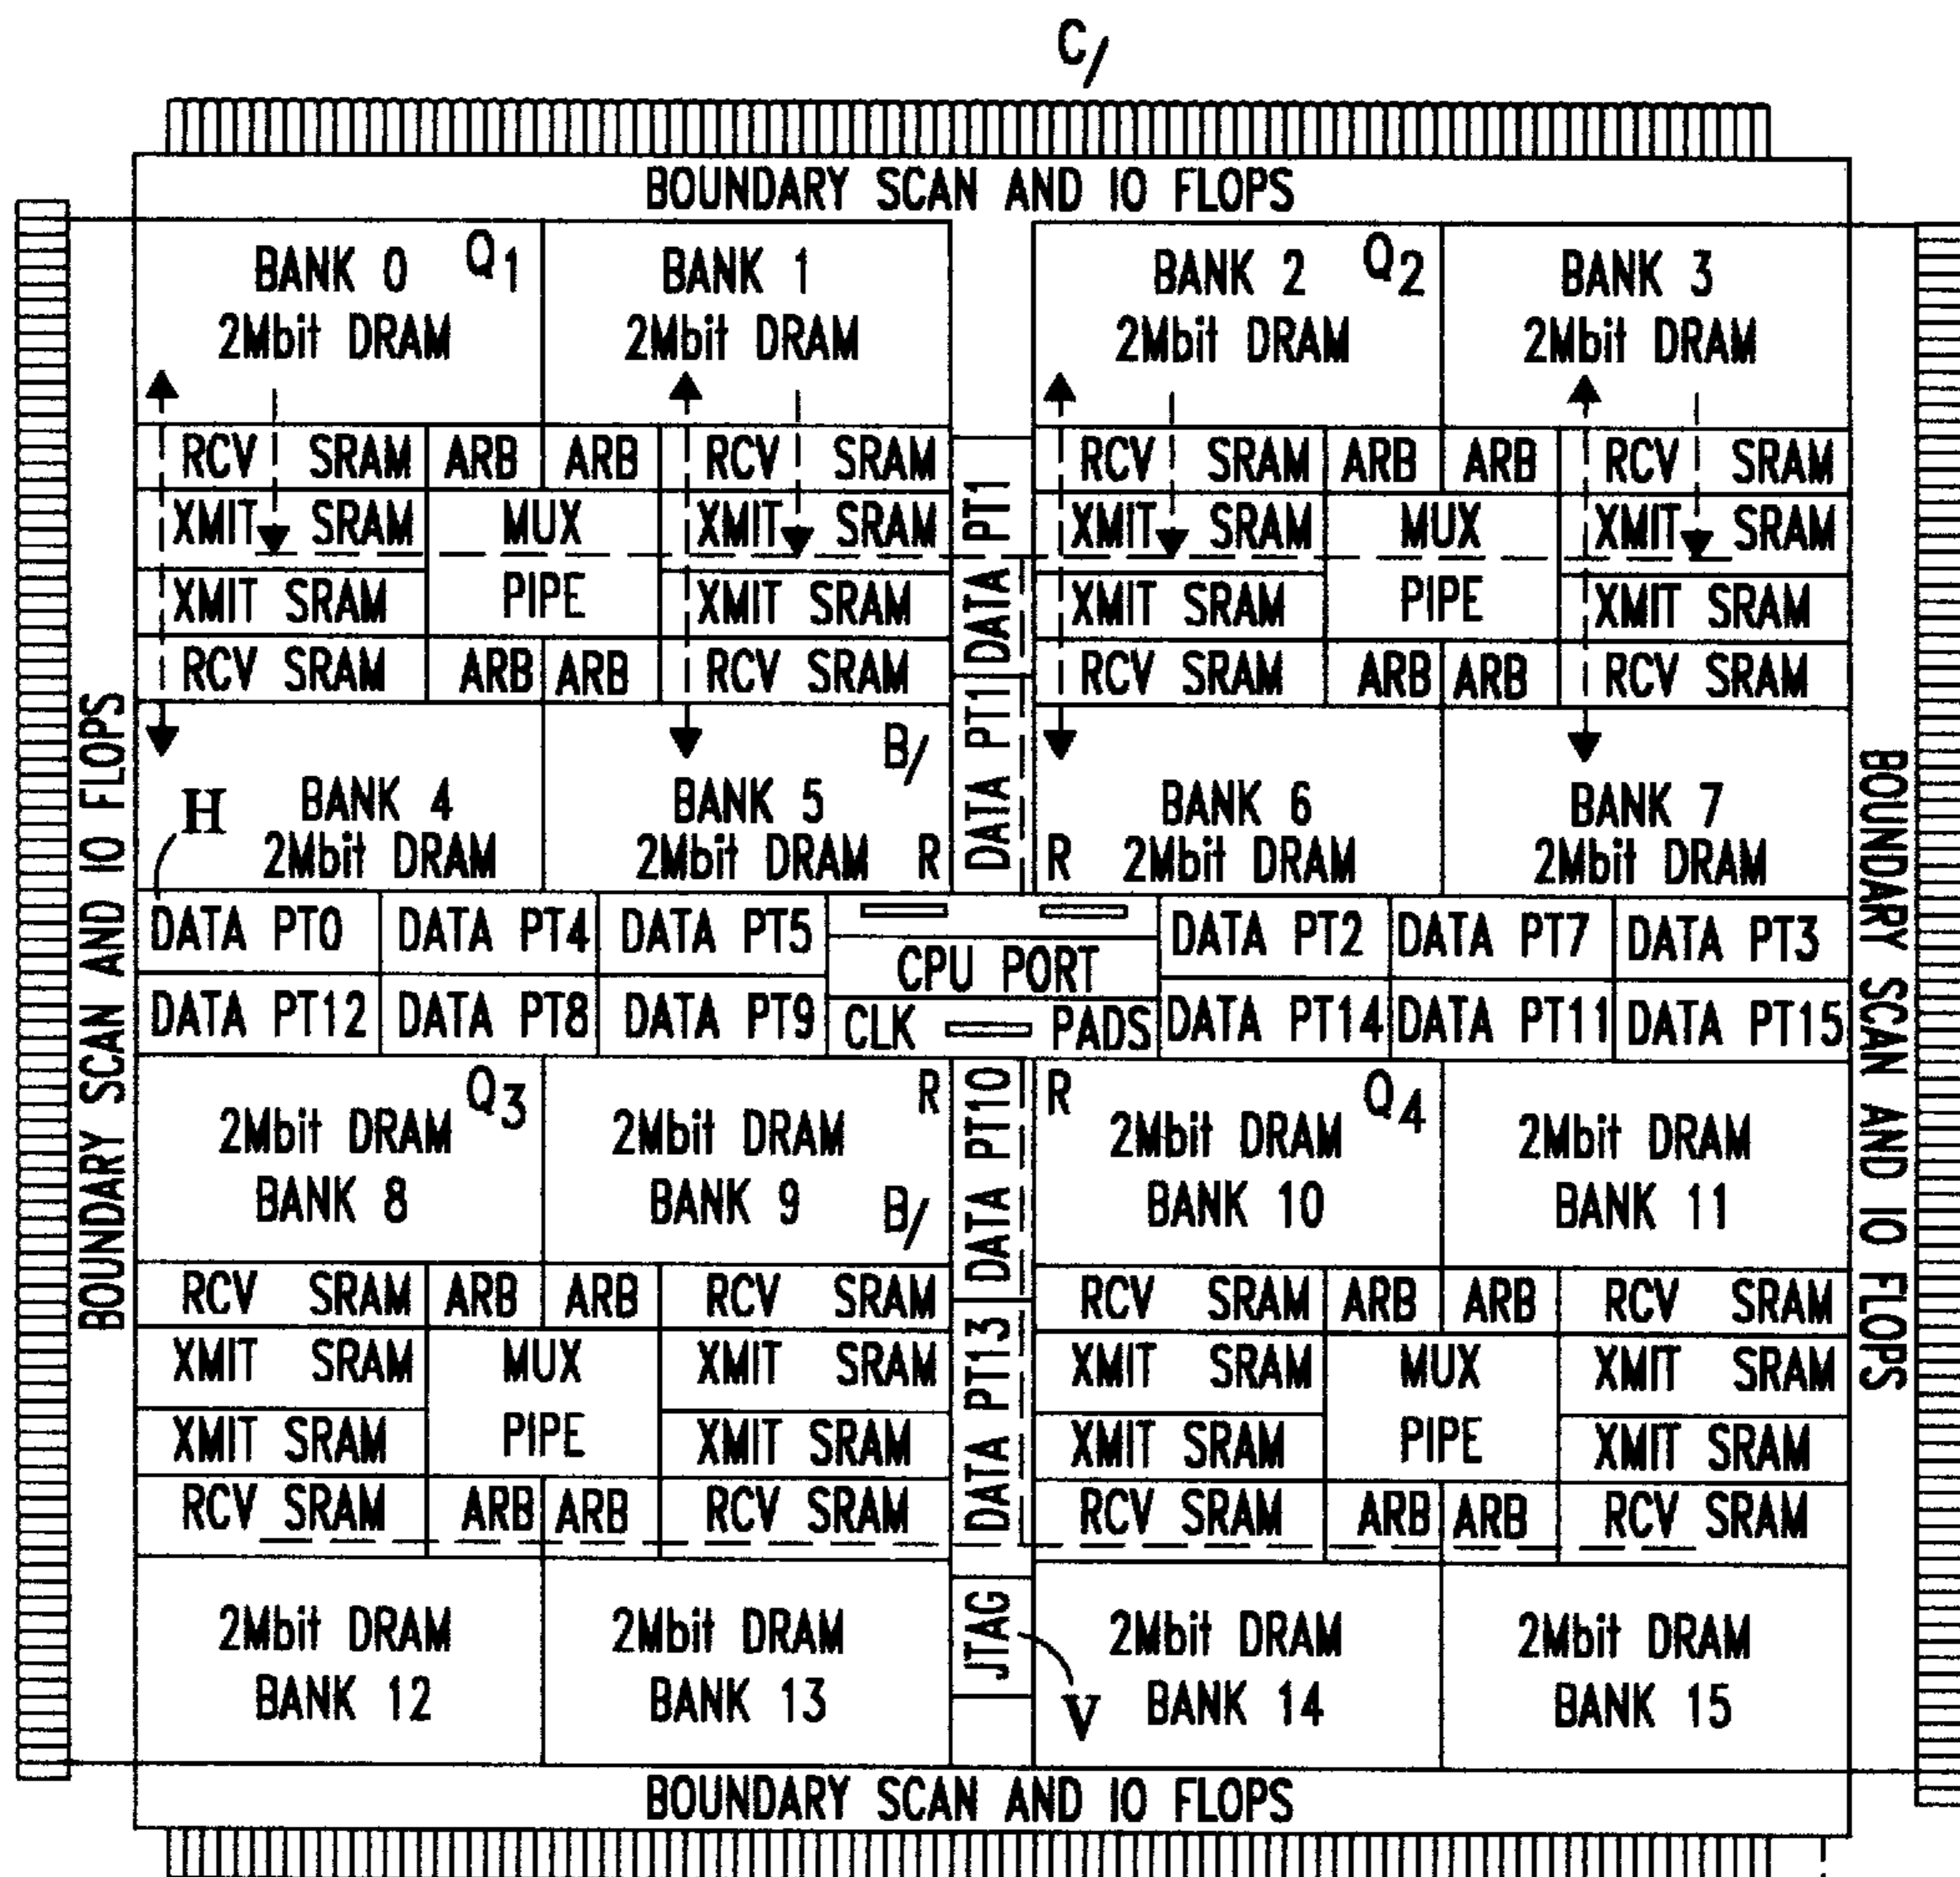 C/
BOUNDARY SCAN AND IO FLOPS
BANK 0 Q1 BANK 1 BANK 2 Q2 BANK 3
2Mbit DRAM 2Mbit DRAM 2Mbit DRAM 2Mbit DRAM
RCV SRAM ARB ARB RCV SRAM RCV SRAM ARB ARB RCV SRAM
XMIT SRAM MUX XMIT SRAM XMIT SRAM MUX XMIT SRAM
XMIT SRAM PIPE XMIT SRAM XMIT SRAM PIPE XMIT SRAM
RCV SRAM ARB ARB RCV SRAM RCV SRAM ARB ARB RCV SRAM
DATA PT1
DATA PT1
B/
BANK 4 BANK 5 BANK 6 BANK 7
H
2Mbit DRAM 2Mbit DRAM R R 2Mbit DRAM 2Mbit DRAM
BOUNDARY SCAN AND IO FLOPS
BOUNDARY SCAN AND IO FLOPS
DATA PT0 DATA PT4 DATA PT5 DATA PT2 DATA PT7 DATA PT3
CPU PORT
DATA PT12 DATA PT8 DATA PT9 CLK PADS DATA PT14 DATA PT11 DATA PT15
Q3 R R Q4
2Mbit DRAM 2Mbit DRAM 2Mbit DRAM 2Mbit DRAM
BANK 8 BANK 9 B/ BANK 10 BANK 11
DATA PT10
DATA PT13
RCV SRAM ARB ARB RCV SRAM RCV SRAM ARB ARB RCV SRAM
XMIT SRAM MUX XMIT SRAM XMIT SRAM MUX XMIT SRAM
XMIT SRAM PIPE XMIT SRAM XMIT SRAM PIPE XMIT SRAM
RCV SRAM ARB ARB RCV SRAM RCV SRAM ARB ARB RCV SRAM
JTAG
2Mbit DRAM 2Mbit DRAM 2Mbit DRAM 2Mbit DRAM
BANK 12 BANK 13 V BANK 14 BANK 15
BOUNDARY SCAN AND IO FLOPS